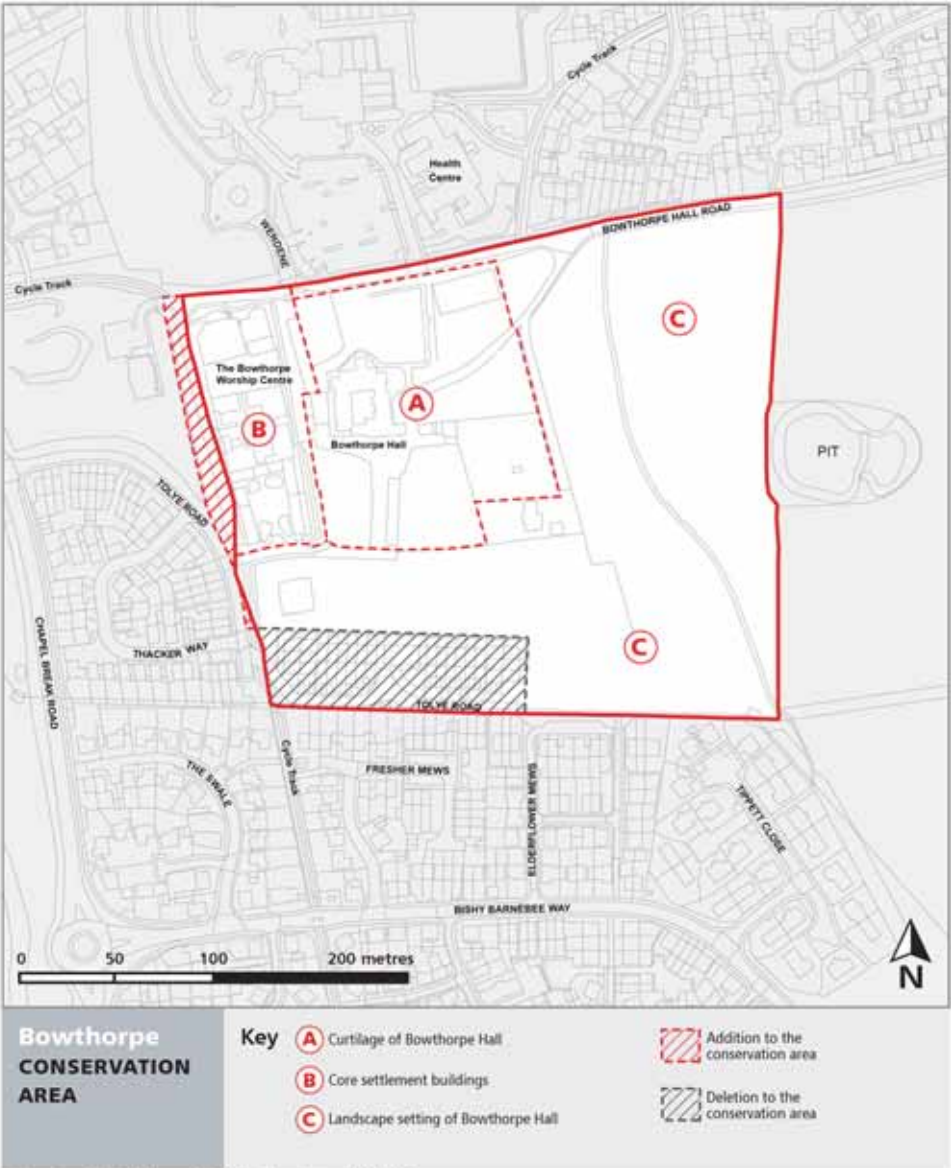 Cycle Track
Health
Centre
WENDENE
BOWTHORPE HALL ROAD
Cycle Track
C
The Bowthorpe
Worship Centre
A
B
Bowthorpe Hall
PIT
TOLYE ROAD
CHAPEL BREAK ROAD
THACKER WAY
C
TOLYE ROAD
Cycle Track
FRESHER MEWS
THE SWALE
ELDERFLOWER MEWS
TIPPETT CLOSE
BISHY BARNEBEE WAY
0 50 100 200 metres
N
Bowthorpe
CONSERVATION
AREA
Key
A Curtilage of Bowthorpe Hall
B Core settlement buildings
C Landscape setting of Bowthorpe Hall
Addition to the
conservation area
Deletion to the
conservation area